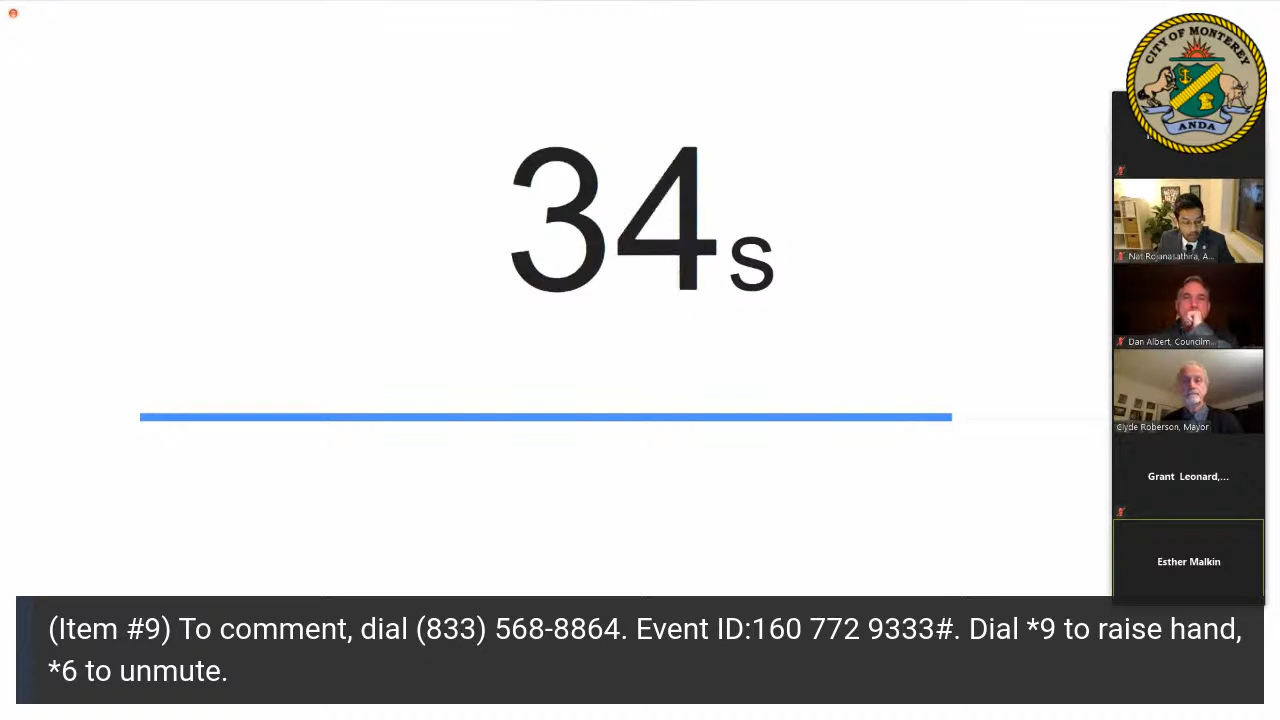 CITY OF MONTEREY
ANDA
34s
Nat Rojanasathira, A...
Dan Albert, Councilm...
Clyde Roberson, Mayor
Grant Leonard,...
Esther Malkin
(Item #9) To comment, dial (833) 568-8864. Event ID:160 772 9333#. Dial *9 to raise hand,
*6 to unmute.